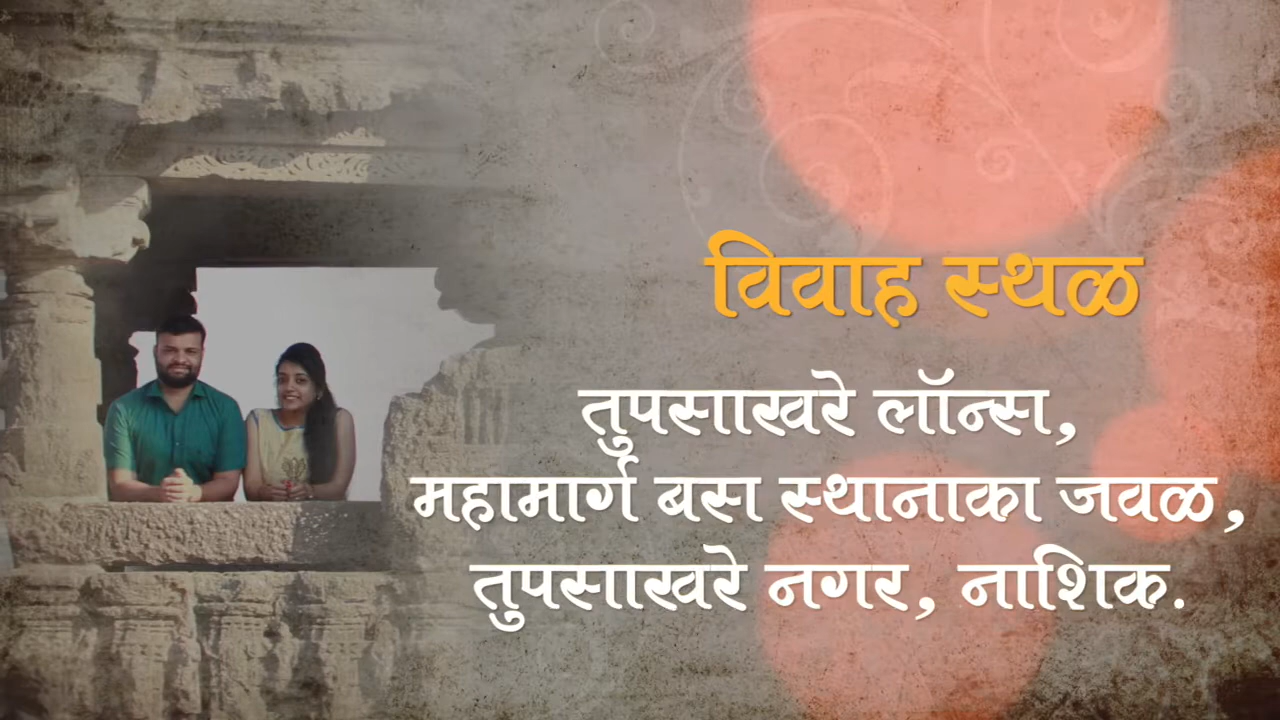 विवाह स्थळ
तुपसाखरे लॉन्स,
महामार्ग बस स्थानाका जवळ,
तुपसाखरे नगर, नाशिक.